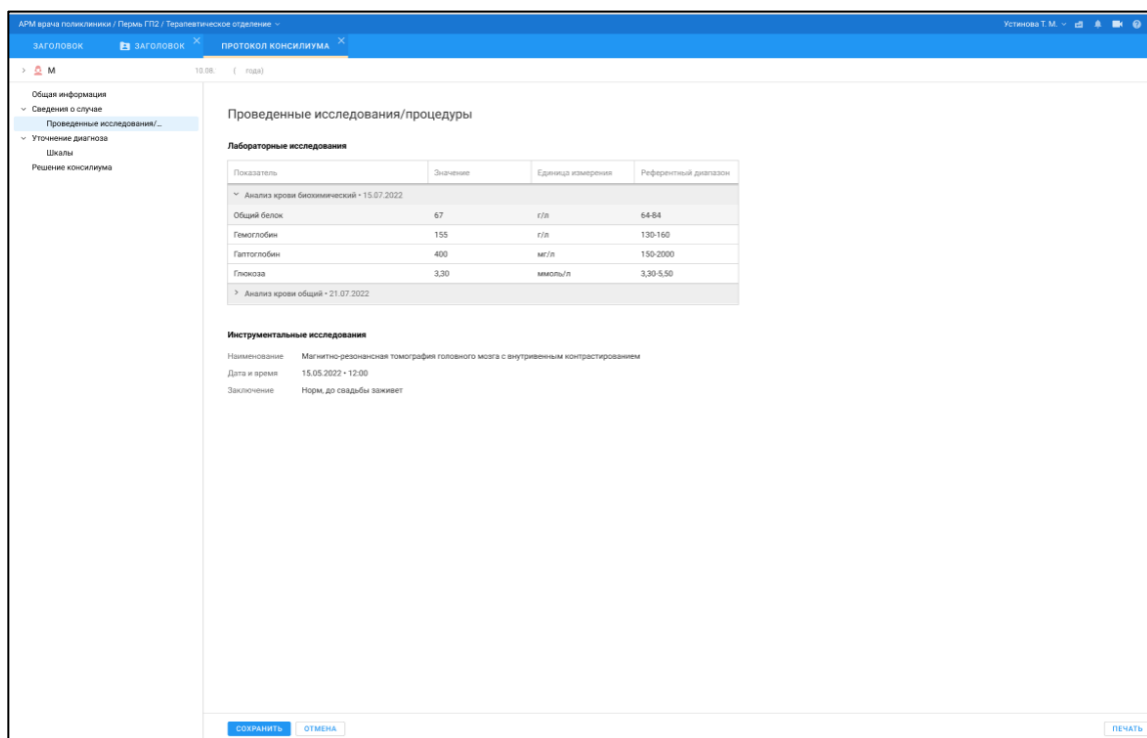 АРМ врача поликлиники / Пермь ГП2 / Терапевтическое отделение
Устинова Т. М.
ЗАГОЛОВОК
ЗАГОЛОВОК
ПРОТОКОЛ КОНСИЛИУМА
М 10.08. ( года)
Общая информация
Сведения о случае
Проведенные исследования/...
Уточнение диагноза
Шкалы
Решение консилиума
Проведенные исследования/процедуры
Лабораторные исследования
Показатель Значение Единица измерения Референтный диапазон
Анализ крови биохимический • 15.07.2022
Общий белок 67 г/л 64-84
Гемоглобин 155 г/л 130-160
Гаптоглобин 400 мг/л 150-2000
Глюкоза 3,30 ммоль/л 3,30-5,50
Анализ крови общий • 21.07.2022
Инструментальные исследования
Наименование Магнитно-резонансная томография головного мозга с внутривенным контрастированием
Дата и время 15.05.2022 • 12:00
Заключение Норм, до свадьбы заживет
СОХРАНИТЬ ОТМЕНА ПЕЧАТЬ